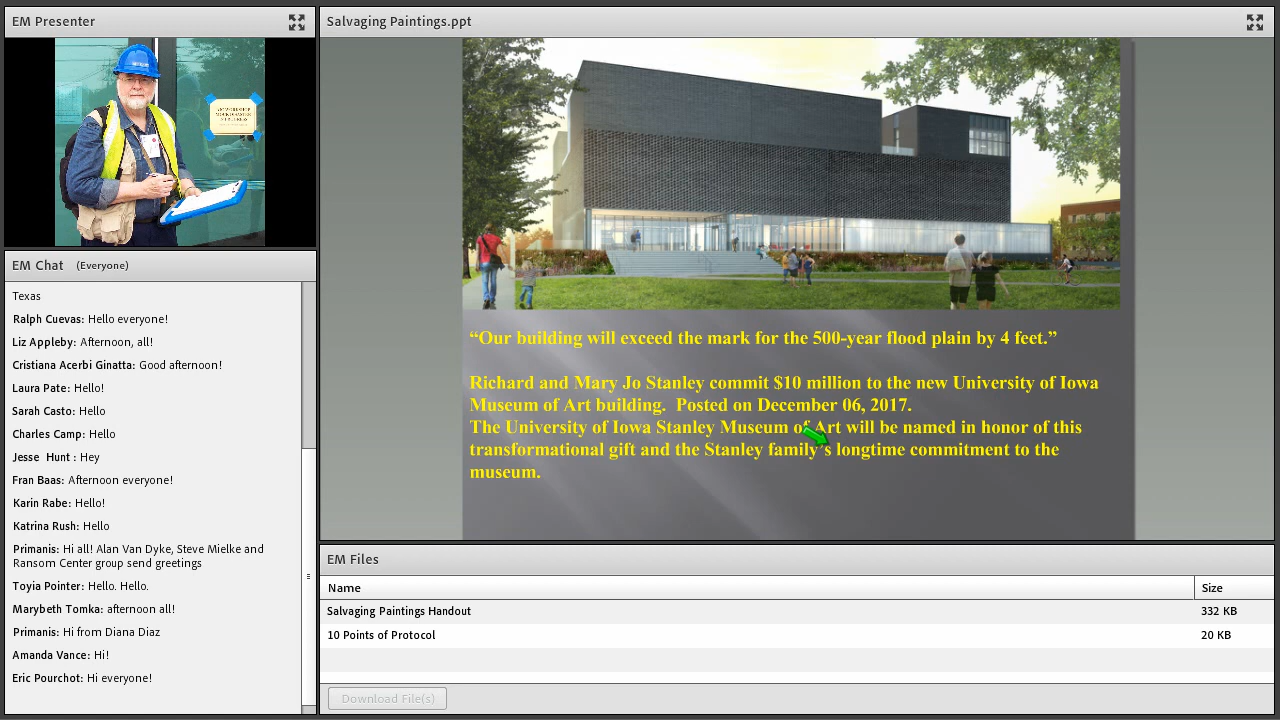 EM Presenter
EM Chat (Everyone)
Texas
Ralph Cuevas: Hello everyone!
Liz Appleby: Afternoon, all!
Cristiana Acerbi Ginatta: Good afternoon!
Laura Pate: Hello!
Sarah Casto: Hello
Charles Camp: Hello
Jesse Hunt : Hey
Fran Baas: Afternoon everyone!
Karin Rabe: Hello!
Katrina Rush: Hello
Primanis: Hi all! Alan Van Dyke, Steve Mielke and
Ransom Center group send greetings
Toyia Pointer: Hello. Hello.
Marybeth Tomka: afternoon all!
Primanis: Hi from Diana Diaz
Amanda Vance: Hi!
Eric Pourchot: Hi everyone!
Salvaging Paintings.ppt
“Our building will exceed the mark for the 500-year flood plain by 4 feet.”
Richard and Mary Jo Stanley commit $10 million to the new University of Iowa
Museum of Art building. Posted on December 06, 2017.
The University of Iowa Stanley Museum of Art will be named in honor of this
transformational gift and the Stanley family’s longtime commitment to the
museum.
EM Files
Name Size
Salvaging Paintings Handout 332 KB
10 Points of Protocol 20 KB
Download File(s)